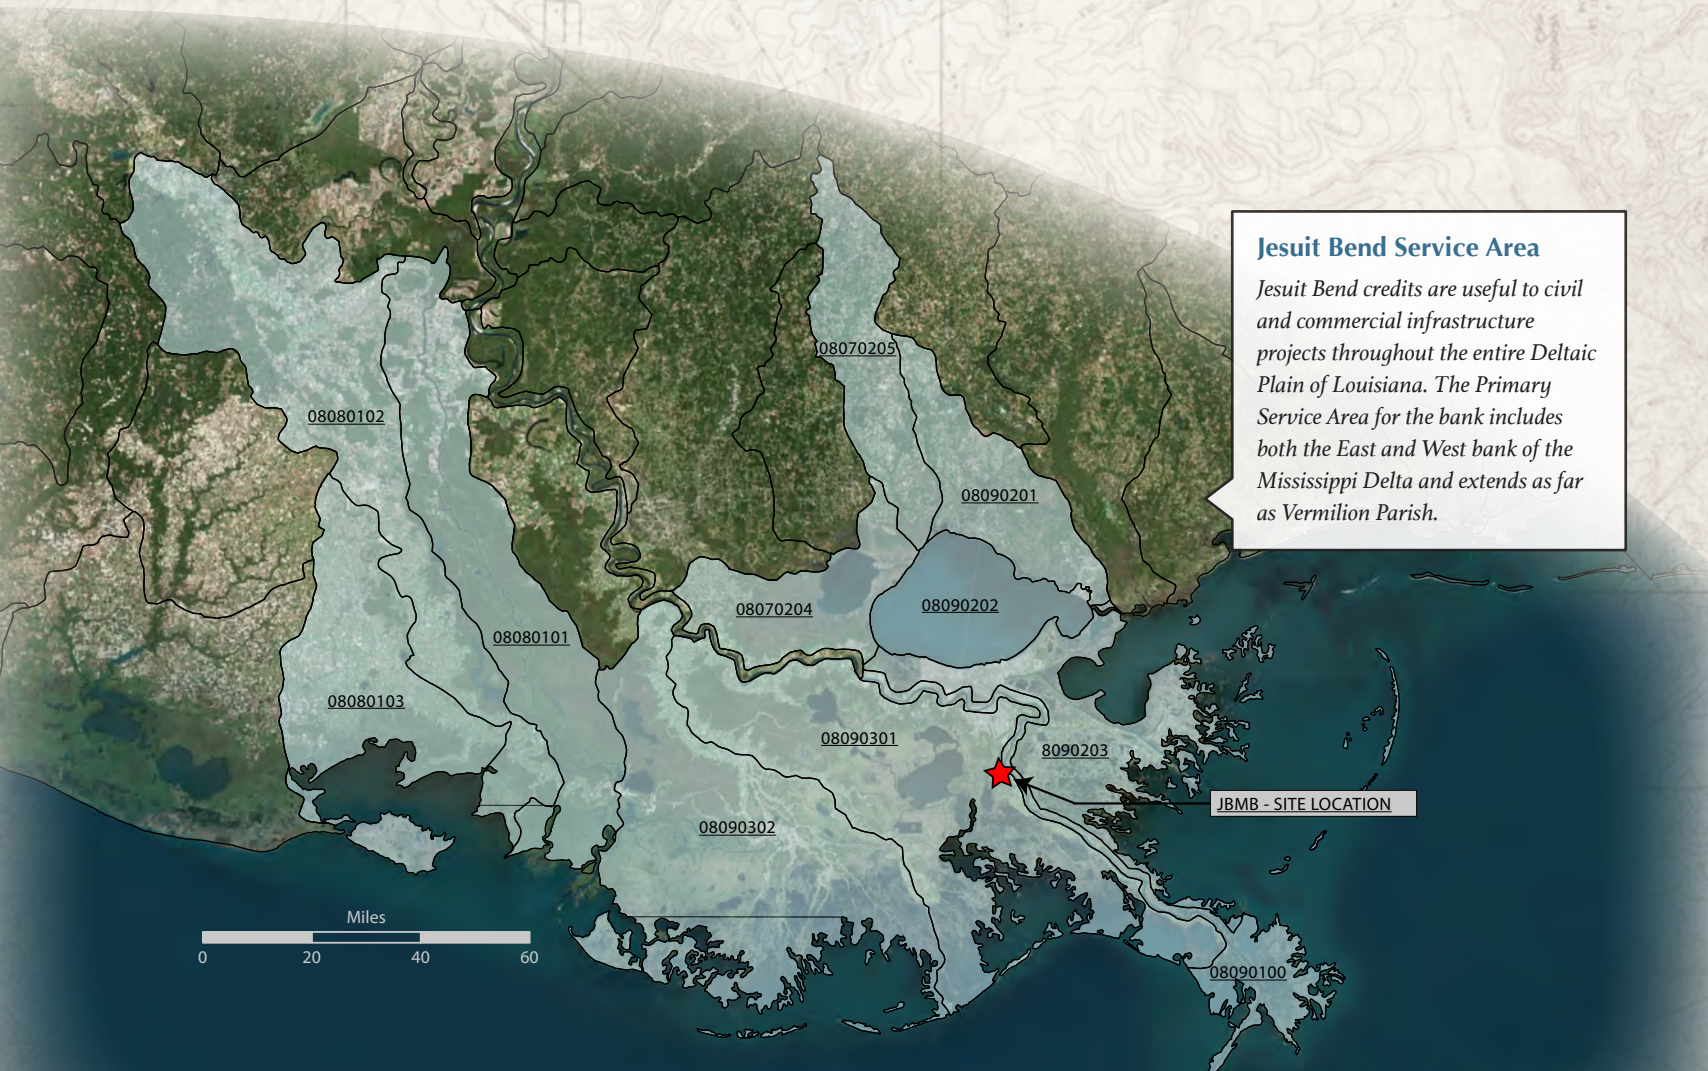 Jesuit Bend Service Area
Jesuit Bend credits are useful to civil
and commercial infrastructure
projects throughout the entire Deltaic
Plain of Louisiana. The Primary
Service Area for the bank includes
both the East and West bank of the
Mississippi Delta and extends as far
as Vermilion Parish.
08070205
08080102
08090201
08090202
08070204
08080101
08080103
08090301
8090203
JBMB - SITE LOCATION
08090302
Miles
0 20 40 60
08090100